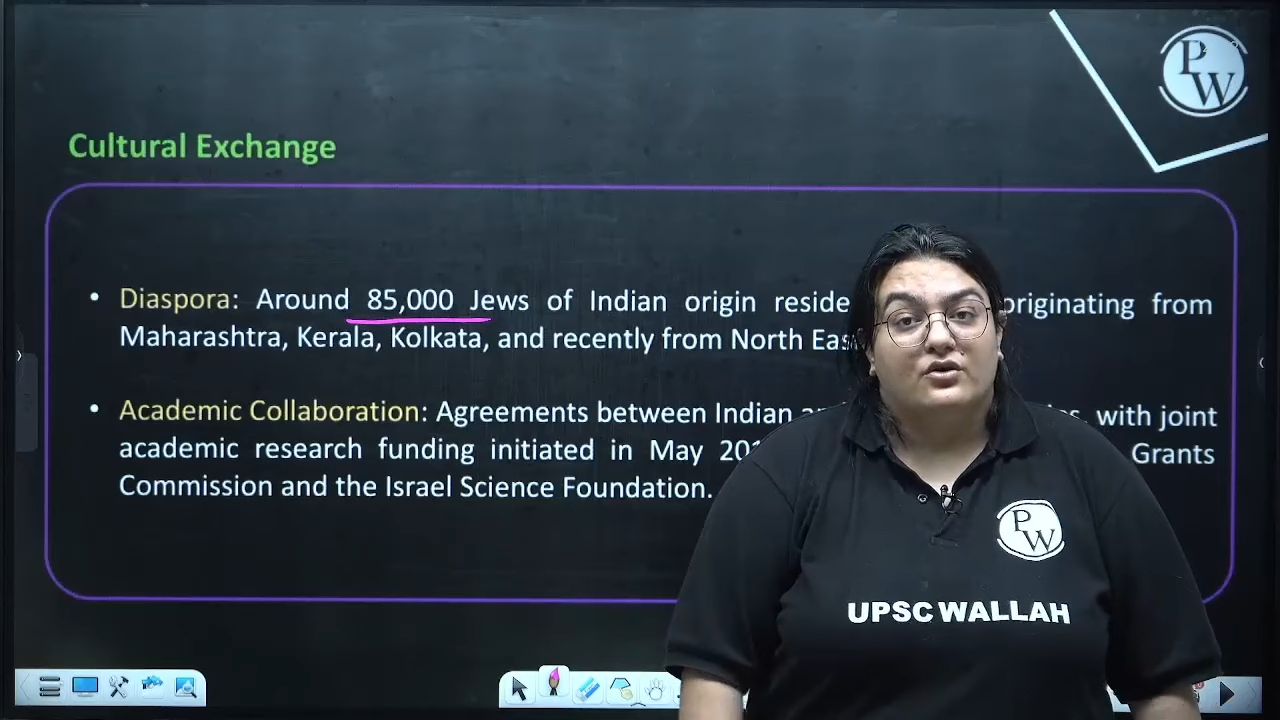 PW
Cultural Exchange
• Diaspora: Around 85,000 Jews of Indian origin reside originating from
Maharashtra, Kerala, Kolkata, and recently from North
• Academic Collaboration: Agreements between Indian with joint
academic research funding initiated in May Grants
Commission and the Israel Science Foundation.
PW
UPSC WALLAH